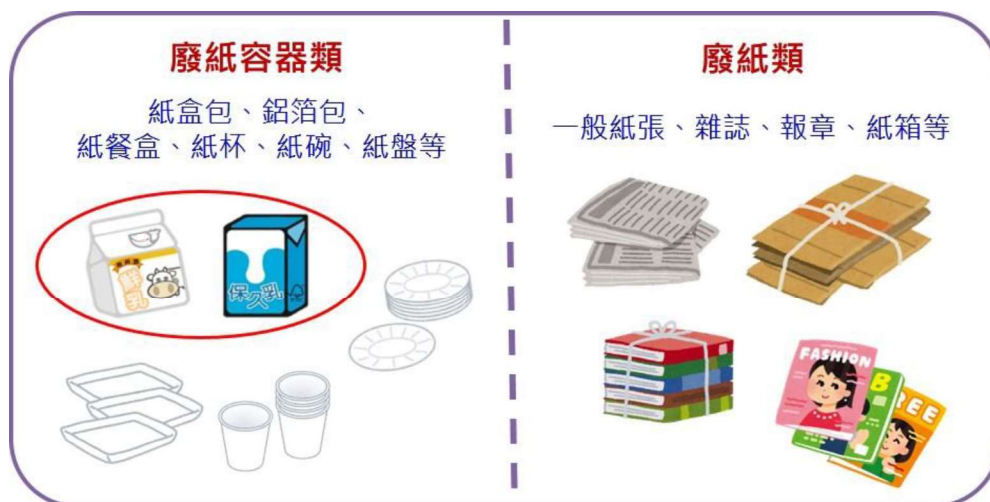 廢紙容器類
紙盒包、鋁箔包、
紙餐盒、紙杯、紙碗、紙盤等
鮮乳
保久乳
廢紙類
一般紙張、雜誌、報章、紙箱等
FASHION
B
REE